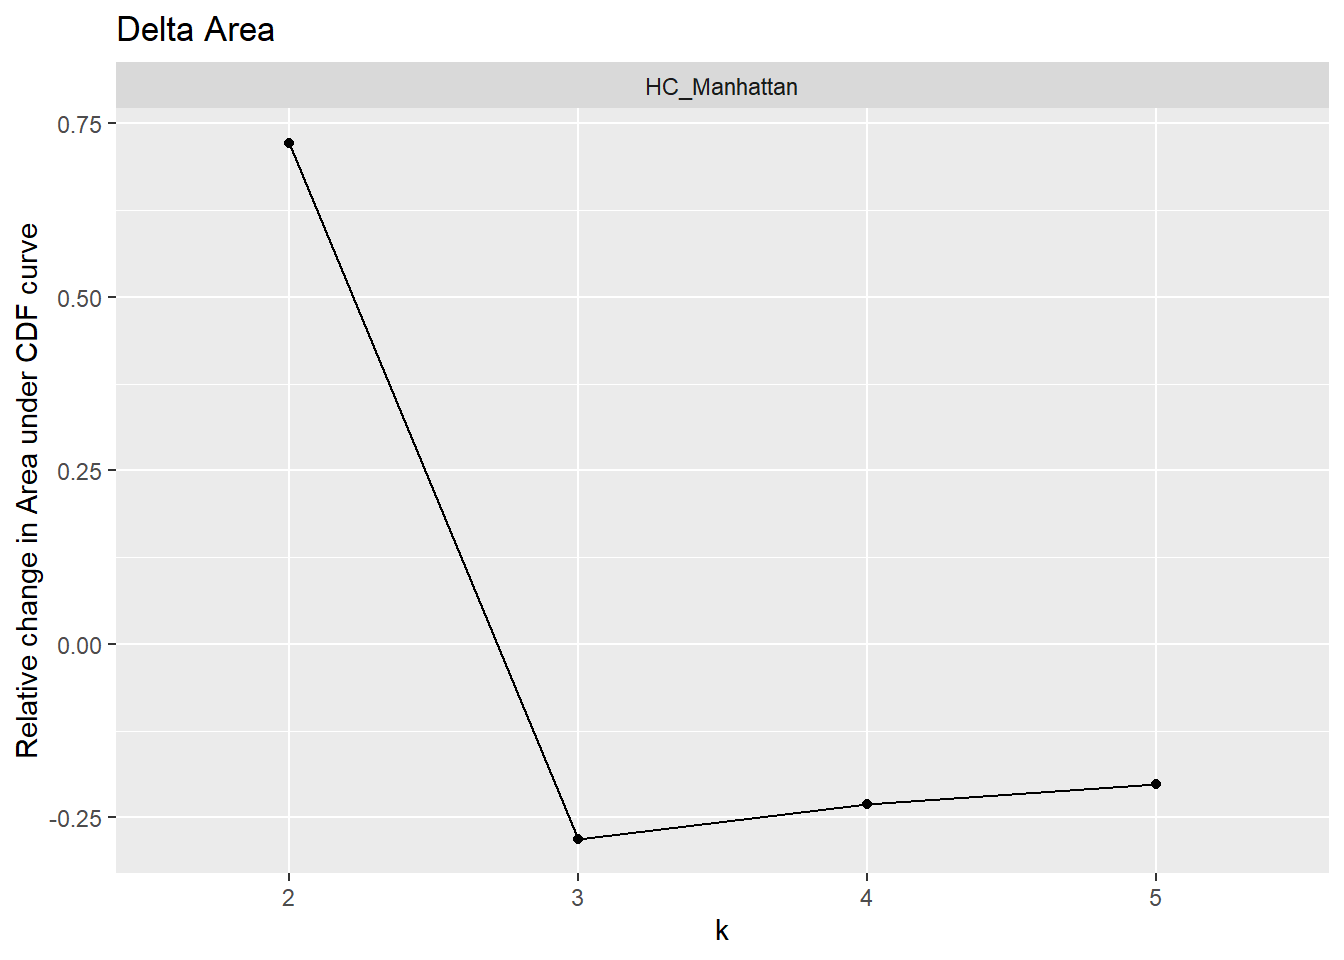 Delta Area
HC_Manhattan
Relative change in Area under CDF curve
0.75
0.50
0.25
0.00
-0.25
2 3 4 5
k